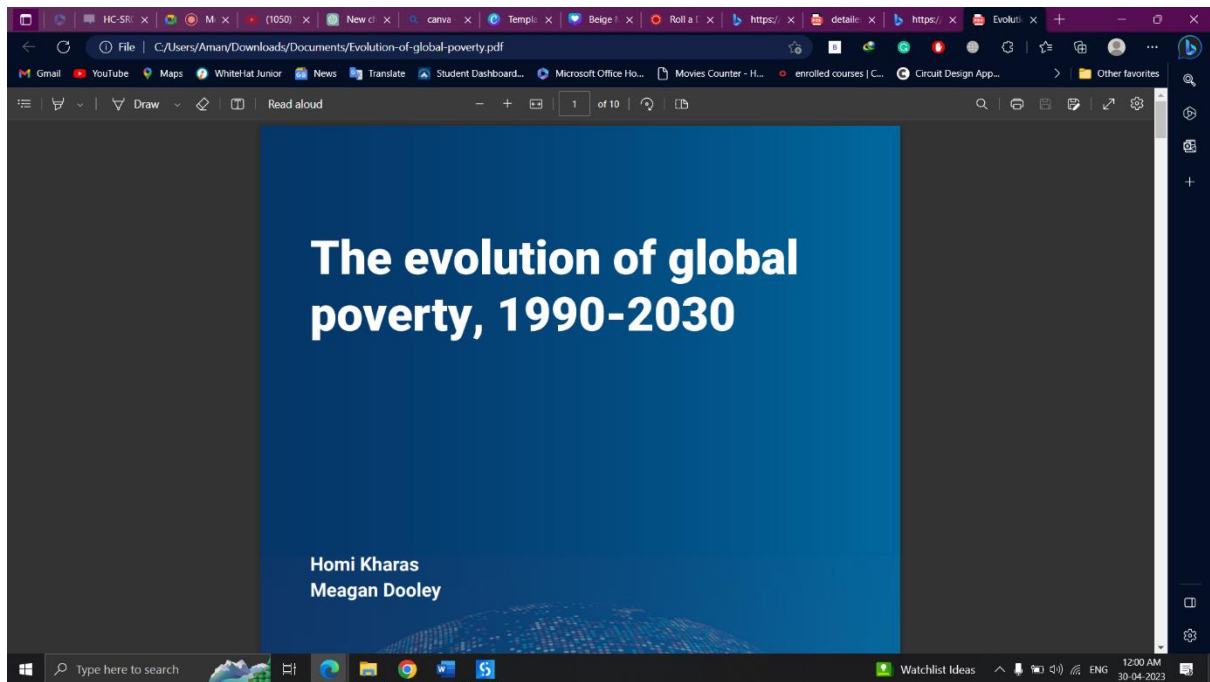 HC-SRC
M
(1050)
New ch
canva
Templa
Beige
Roll a D
https://
detailed
https://
Evoluti
File | C:/Users/Aman/Downloads/Documents/Evolution-of-global-poverty.pdf
Gmail YouTube Maps WhiteHat Junior News Translate Student Dashboard... Microsoft Office Ho... Movies Counter - H... enrolled courses | C... Circuit Design App... Other favorites
Draw Read aloud 1 of 10
The evolution of global
poverty, 1990-2030
Homi Kharas
Meagan Dooley
Type here to search
Watchlist Ideas
ENG
12:00 AM
30-04-2023